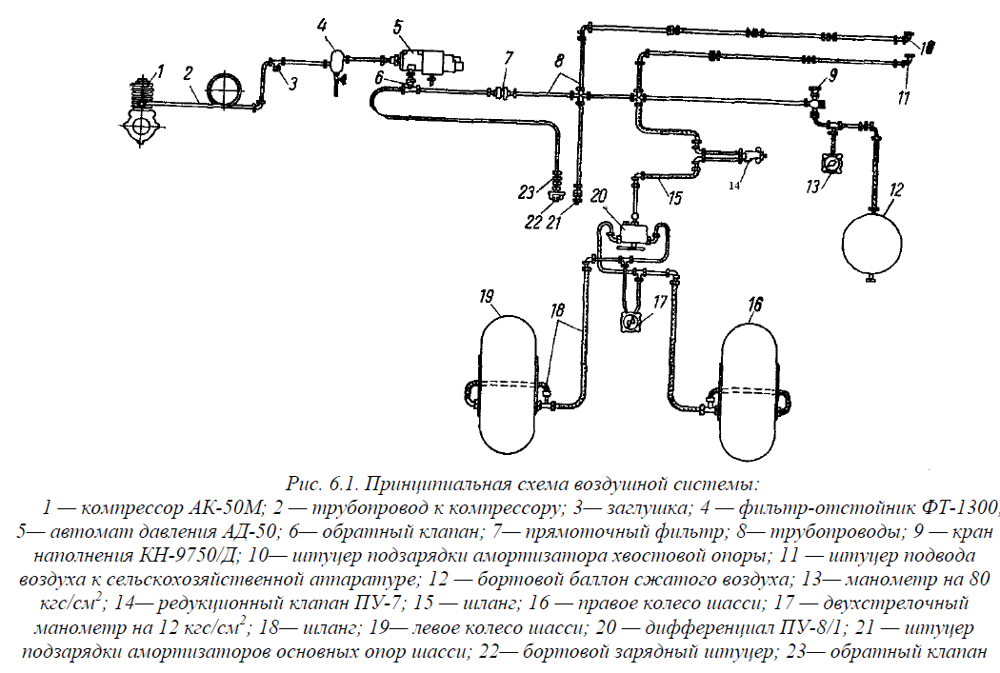 1
2
3
4
5
6
7
8
9
10
11
12
13
14
15
16
17
18
19
20
21
22
23
Рис. 6.1. Принципиальная схема воздушной системы:
1 — компрессор АК-50М; 2 — трубопровод к компрессору; 3— заглушка; 4 — фильтр-отстойник ФТ-1300;
5— автомат давления АД-50; 6— обратный клапан; 7— прямоточный фильтр; 8— трубопроводы; 9 — кран
наполнения КН-9750/Д; 10— штуцер подзарядки амортизатора хвостовой опоры; 11 — штуцер подвода
воздуха к сельскохозяйственной аппаратуре; 12 — бортовой баллон сжатого воздуха; 13— манометр на 80
кгс/см²; 14— редукционный клапан ПУ-7; 15 — шланг; 16 — правое колесо шасси; 17 — двухстрелочный
манометр на 12 кгс/см²; 18— шланг; 19— левое колесо шасси; 20 — дифференциал ПУ-8/1; 21 — штуцер
подзарядки амортизаторов основных опор шасси; 22— бортовой зарядный штуцер; 23— обратный клапан